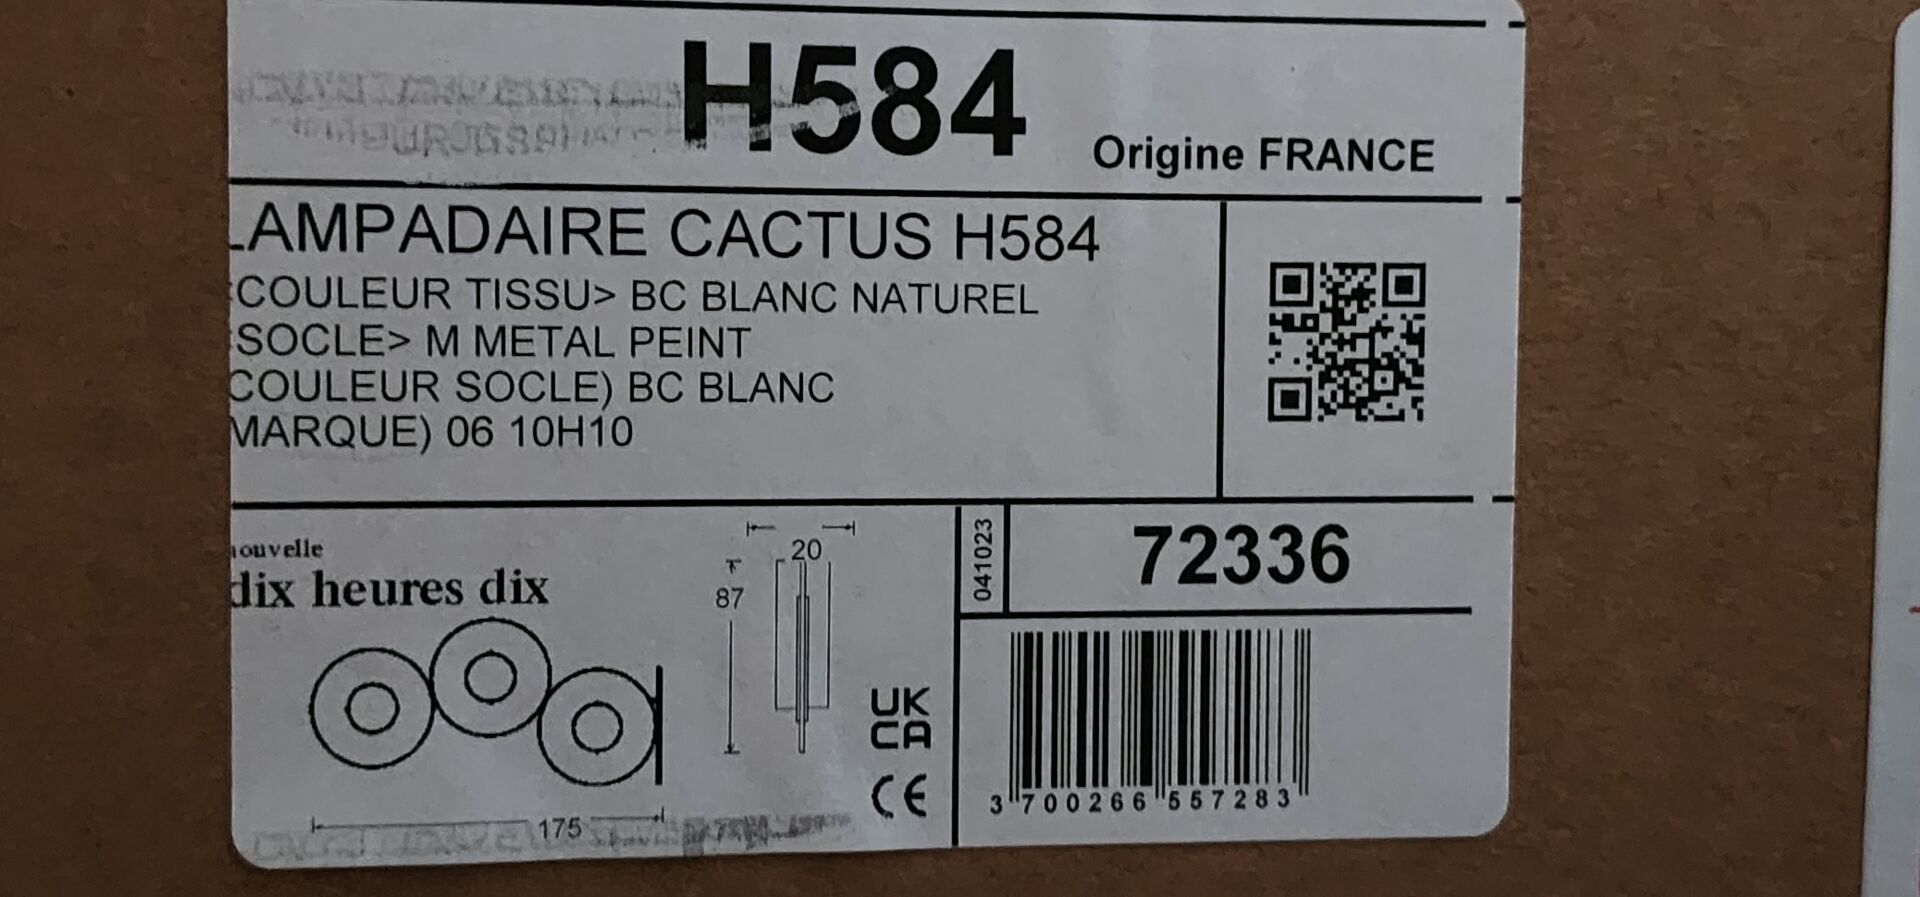 H584
Origine FRANCE
LAMPADAIRE CACTUS H584
COULEUR TISSU> BC BLANC NATUREL
SOCLE> M METAL PEINT
COULEUR SOCLE) BC BLANC
MARQUE) 06 10H10
nouvelle
dix heures dix
20
87
175
UK
CA
CE
041023
72336
3 700266 557283